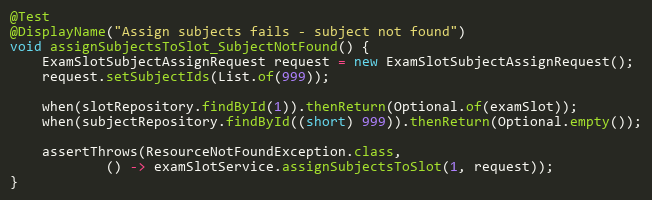 @Test
@DisplayName("Assign subjects fails - subject not found")
void assignSubjectsToSlot_SubjectNotFound() {
    ExamSlotSubjectAssignRequest request = new ExamSlotSubjectAssignRequest();
    request.setSubjectIds(List.of(999));

    when(slotRepository.findById(1)).thenReturn(Optional.of(examSlot));
    when(subjectRepository.findById((short) 999)).thenReturn(Optional.empty());

    assertThrows(ResourceNotFoundException.class,
            () -> examSlotService.assignSubjectsToSlot(1, request));
}